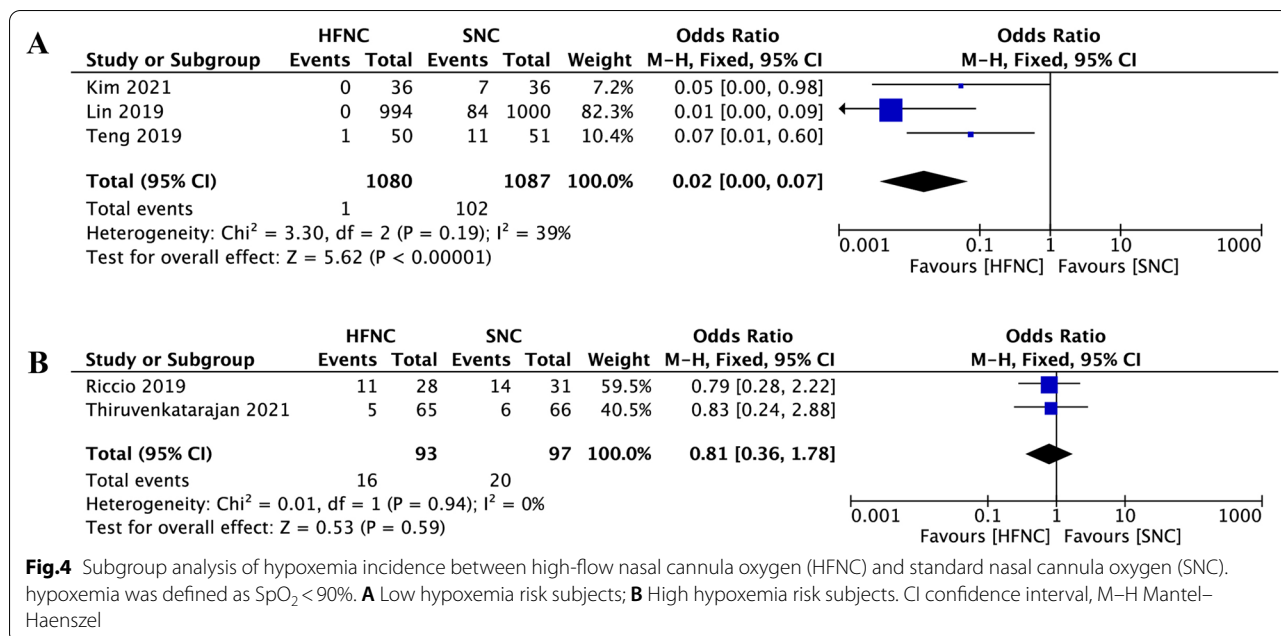 A
HFNC SNC Odds Ratio Odds Ratio
Study or Subgroup Events Total Events Total Weight M-H, Fixed, 95% CI M-H, Fixed, 95% CI
Kim 2021 0 36 7 36 7.2% 0.05 [0.00, 0.98]
Lin 2019 0 994 84 1000 82.3% 0.01 [0.00, 0.09]
Teng 2019 1 50 11 51 10.4% 0.07 [0.01, 0.60]
Total (95% CI) 1080 1087 100.0% 0.02 [0.00, 0.07]
Total events 1 102
Heterogeneity: Chi² = 3.30, df = 2 (P = 0.19); I² = 39%
Test for overall effect: Z = 5.62 (P < 0.00001)
0.001 0.1 1 10 1000
Favours [HFNC] Favours [SNC]
B
HFNC SNC Odds Ratio Odds Ratio
Study or Subgroup Events Total Events Total Weight M-H, Fixed, 95% CI M-H, Fixed, 95% CI
Riccio 2019 11 28 14 31 59.5% 0.79 [0.28, 2.22]
Thiruvenkatarajan 2021 5 65 6 66 40.5% 0.83 [0.24, 2.88]
Total (95% CI) 93 97 100.0% 0.81 [0.36, 1.78]
Total events 16 20
Heterogeneity: Chi² = 0.01, df = 1 (P = 0.94); I² = 0%
Test for overall effect: Z = 0.53 (P = 0.59)
0.001 0.1 1 10 1000
Favours [HFNC] Favours [SNC]
Fig.4 Subgroup analysis of hypoxemia incidence between high-flow nasal cannula oxygen (HFNC) and standard nasal cannula oxygen (SNC).
hypoxemia was defined as SpO₂ < 90%. A Low hypoxemia risk subjects; B High hypoxemia risk subjects. CI confidence interval, M–H Mantel–
Haenszel